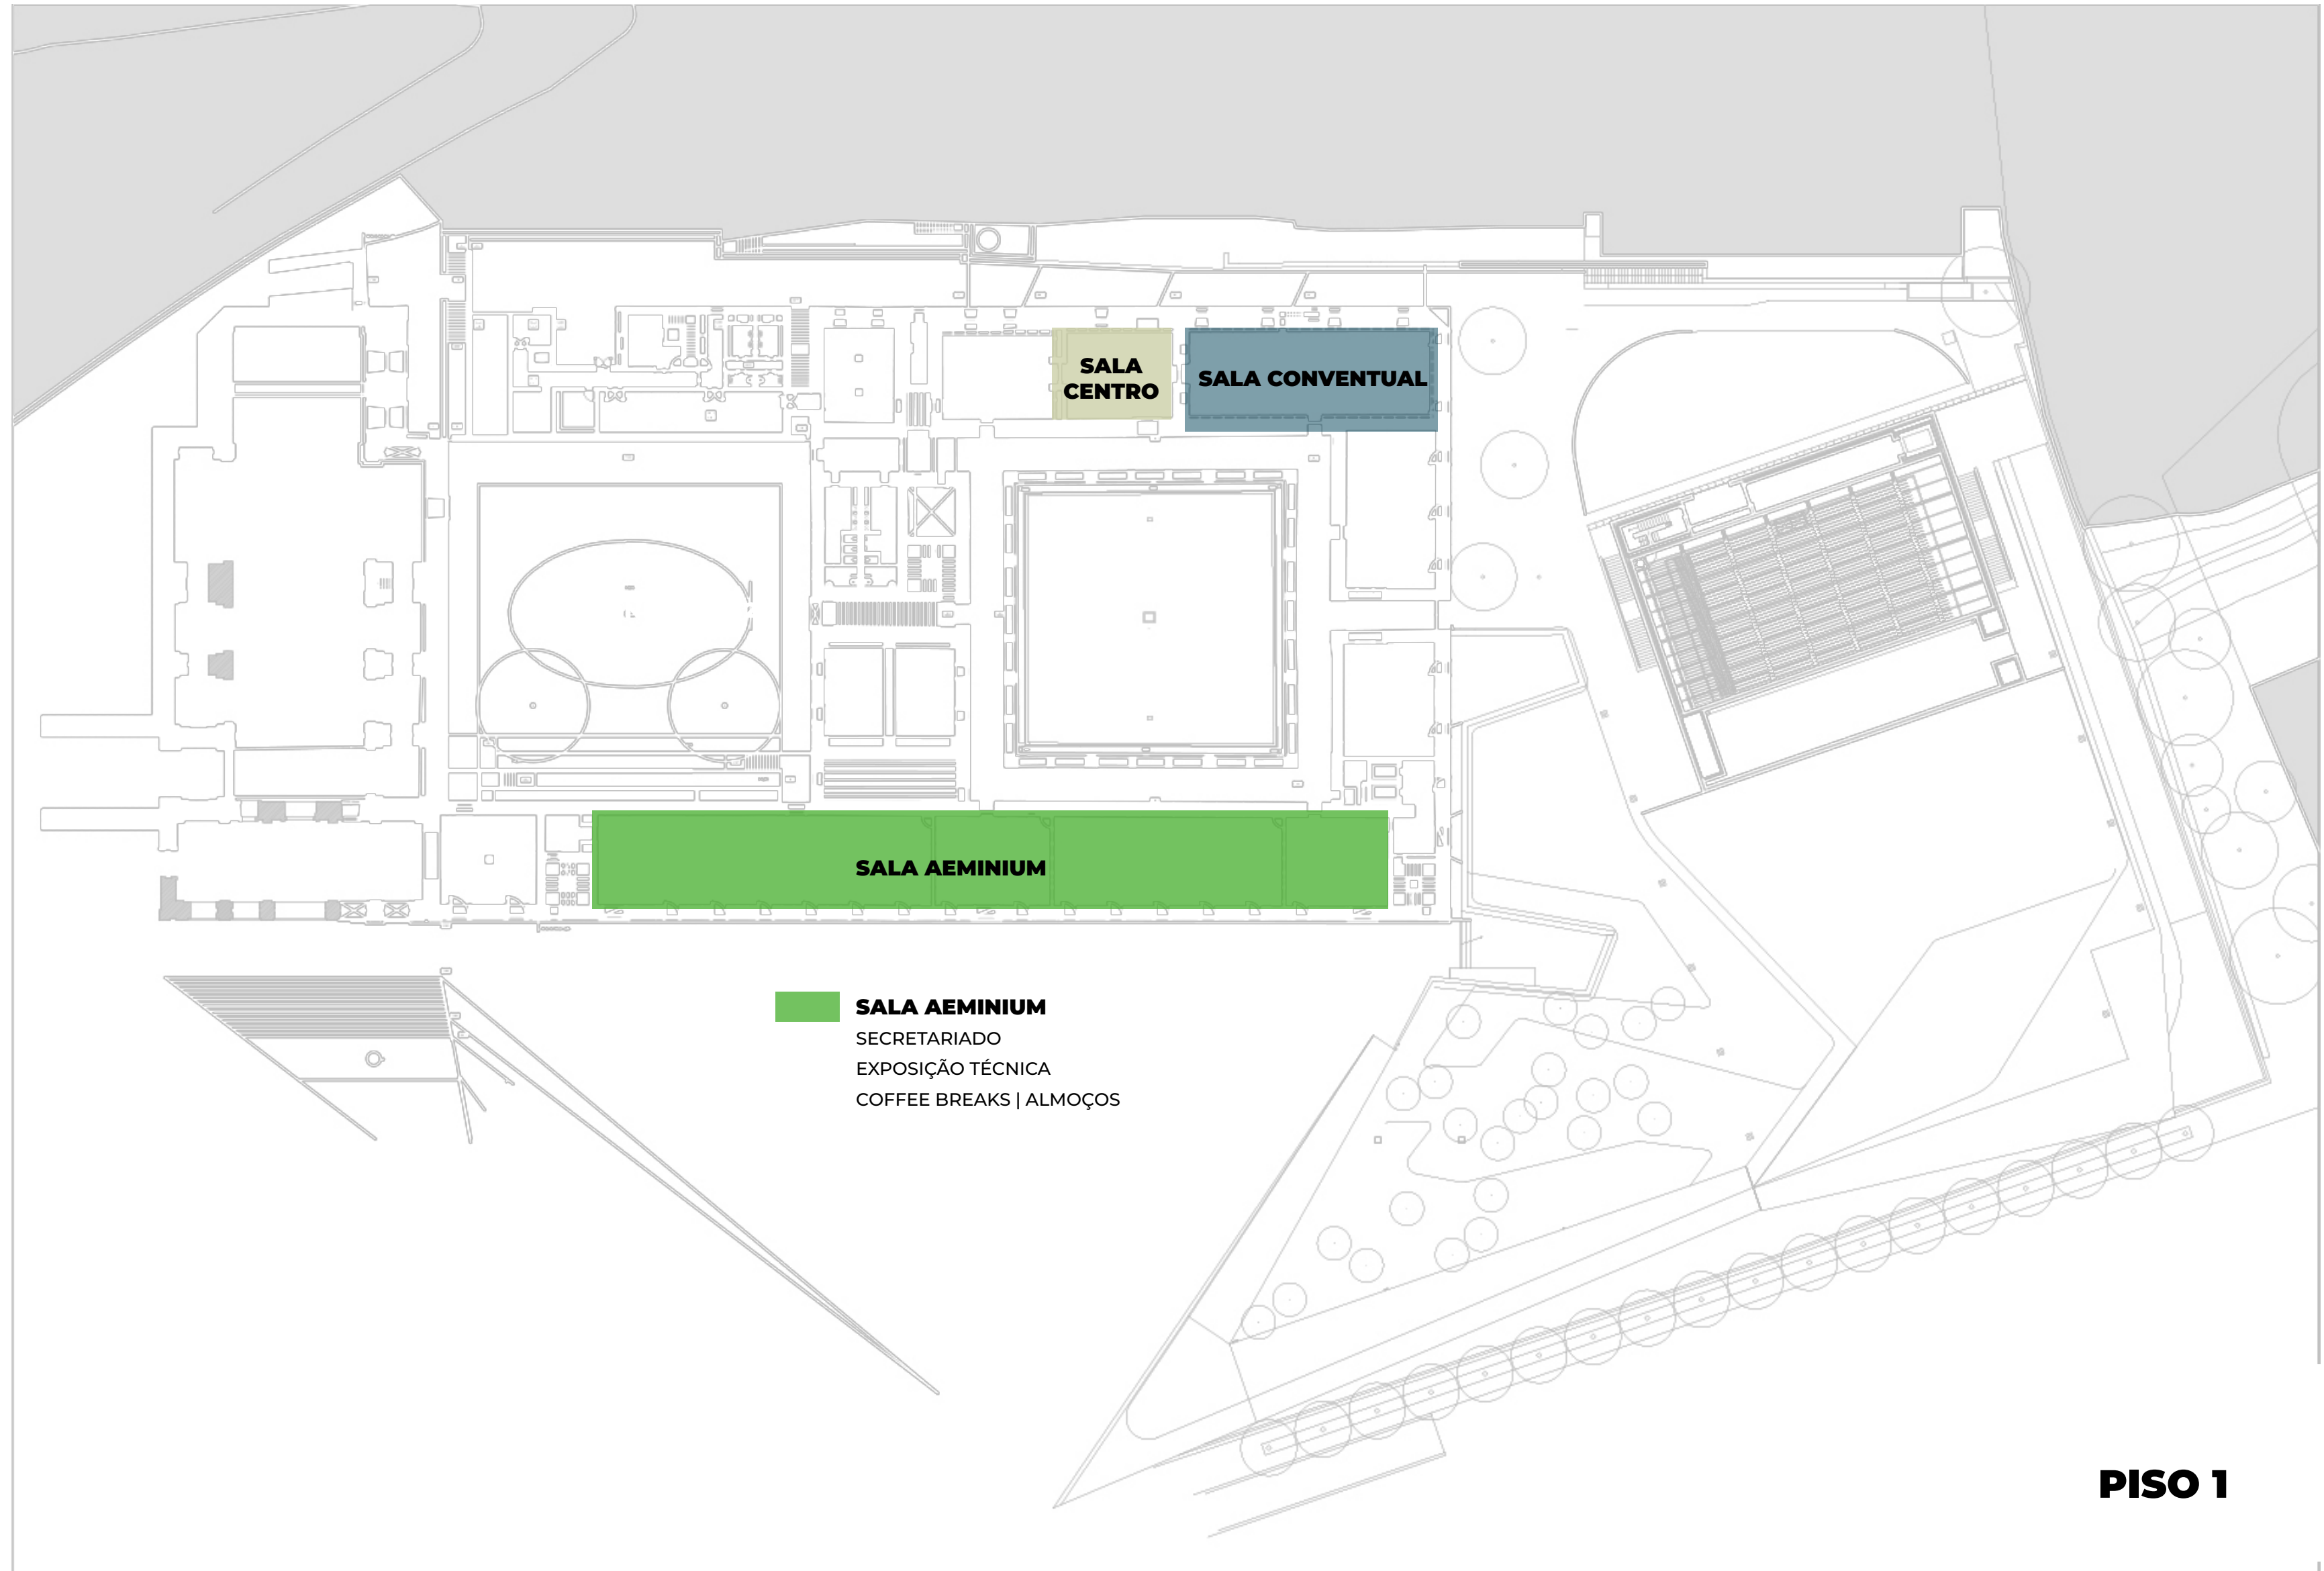 SALA
CENTRO
SALA CONVENTUAL
SALA AEMINIUM
SALA AEMINIUM
SECRETARIADO
EXPOSIÇÃO TÉCNICA
COFFEE BREAKS | ALMOÇOS
PISO 1